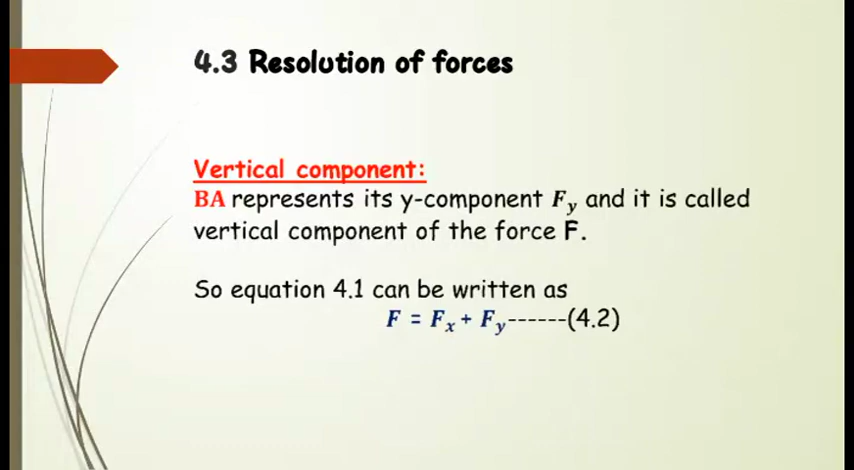 4.3 Resolution of forces
Vertical component:
BA represents its y-component Fy and it is called
vertical component of the force F.
So equation 4.1 can be written as
F = Fx + Fy------(4.2)